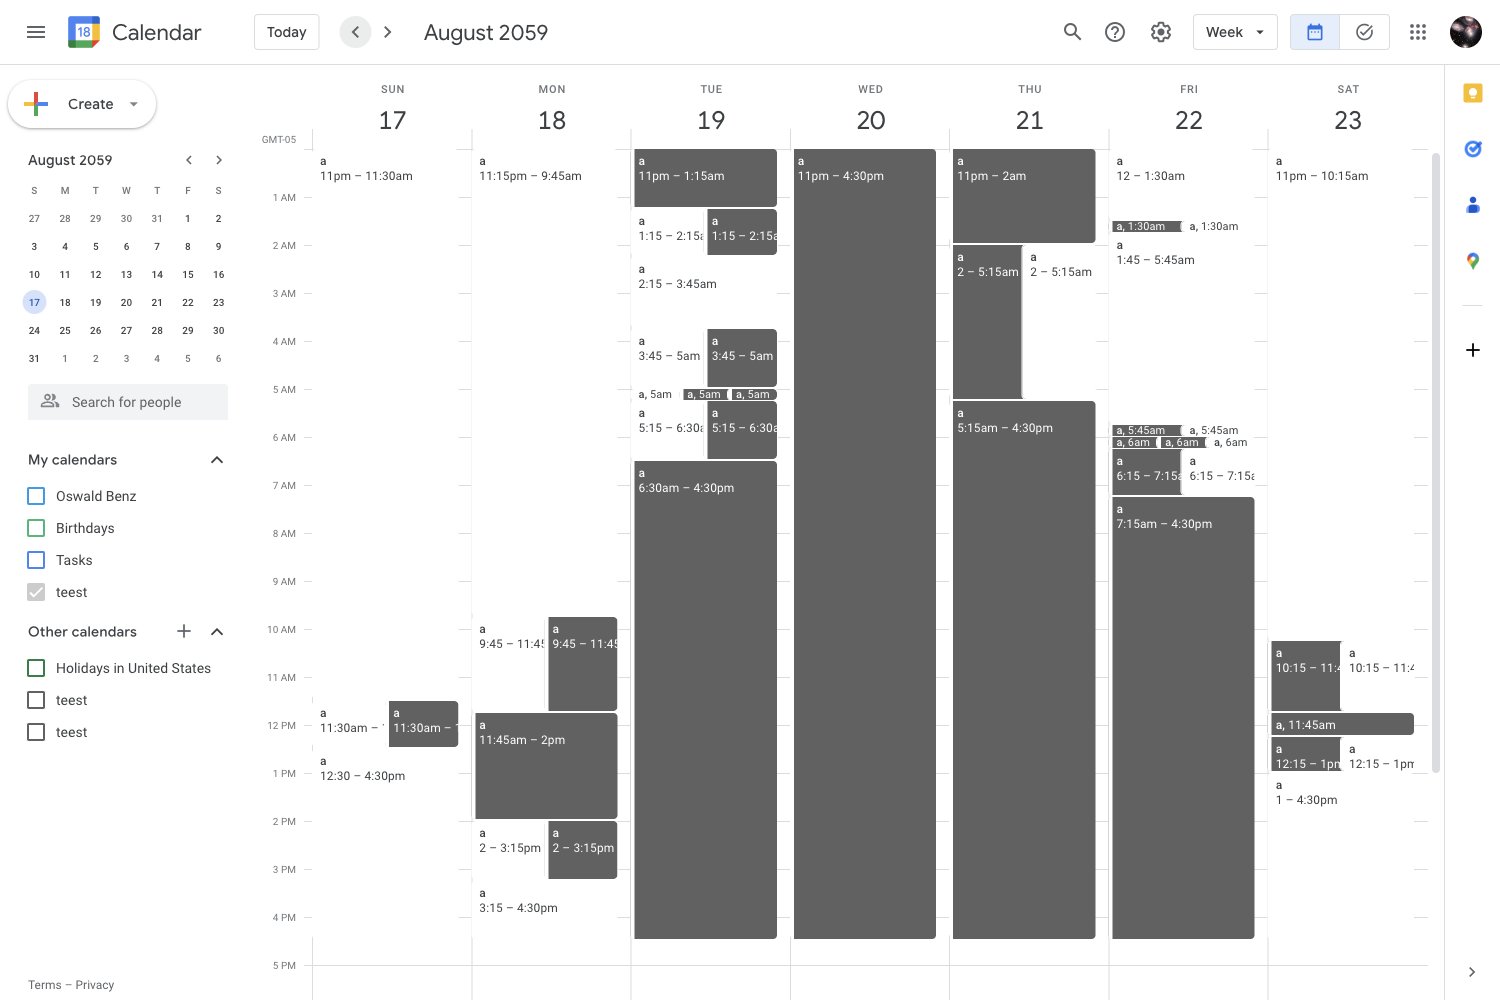 18 Calendar
Today
August 2059
Week
Create
August 2059
S M T W T F S
27 28 29 30 31 1 2
3 4 5 6 7 8 9
10 11 12 13 14 15 16
17 18 19 20 21 22 23
24 25 26 27 28 29 30
31 1 2 3 4 5 6
Search for people
My calendars
Oswald Benz
Birthdays
Tasks
teest
Other calendars
Holidays in United States
teest
teest
Terms – Privacy
GMT-05
1 AM
2 AM
3 AM
4 AM
5 AM
6 AM
7 AM
8 AM
9 AM
10 AM
11 AM
12 PM
1 PM
2 PM
3 PM
4 PM
5 PM
SUN
17
a
11pm – 11:30am
a
11:30am –
a
11:30am –
a
12:30 – 4:30pm
MON
18
a
11:15pm – 9:45am
a
9:45 – 11:45
a
9:45 – 11:45
a
11:45am – 2pm
a
2 – 3:15pm
a
2 – 3:15pm
a
3:15 – 4:30pm
TUE
19
a
11pm – 1:15am
a
1:15 – 2:15a
a
1:15 – 2:15a
a
2:15 – 3:45am
a
3:45 – 5am
a
3:45 – 5am
a, 5am
a, 5am
a, 5am
a
5:15 – 6:30a
a
5:15 – 6:30a
a
6:30am – 4:30pm
WED
20
a
11pm – 4:30pm
THU
21
a
11pm – 2am
a
2 – 5:15am
a
2 – 5:15am
a
5:15am – 4:30pm
FRI
22
a
12 – 1:30am
a, 1:30am
a, 1:30am
a
1:45 – 5:45am
a, 5:45am
a, 5:45am
a, 6am
a, 6am
a, 6am
a
6:15 – 7:15a
a
6:15 – 7:15a
a
7:15am – 4:30pm
SAT
23
a
11pm – 10:15am
a
10:15 – 11:4
a
10:15 – 11:4
a, 11:45am
a
12:15 – 1pm
a
12:15 – 1pm
a
1 – 4:30pm